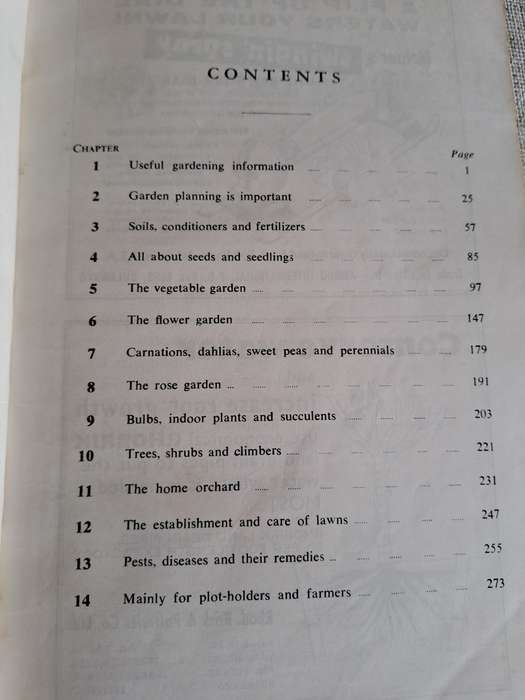 CONTENTS
CHAPTER Page
1 Useful gardening information ..... ..... ..... ..... 1
2 Garden planning is important ..... ..... ..... ..... 25
3 Soils, conditioners and fertilizers ..... ..... ..... ..... 57
4 All about seeds and seedlings ..... ..... ..... ..... 85
5 The vegetable garden ..... ..... ..... ..... ..... ..... 97
6 The flower garden ..... ..... ..... ..... ..... ..... 147
7 Carnations, dahlias, sweet peas and perennials ..... ..... 179
8 The rose garden ... ..... ..... ..... ..... ..... ..... 191
9 Bulbs, indoor plants and succulents ..... ..... ..... ..... 203
10 Trees, shrubs and climbers ..... ..... ..... ..... ..... 221
11 The home orchard ..... ..... ..... ..... ..... ..... 231
12 The establishment and care of lawns ..... ..... ..... ..... 247
13 Pests, diseases and their remedies ... ..... ..... ..... ..... 255
14 Mainly for plot-holders and farmers ..... ..... ..... ..... 273